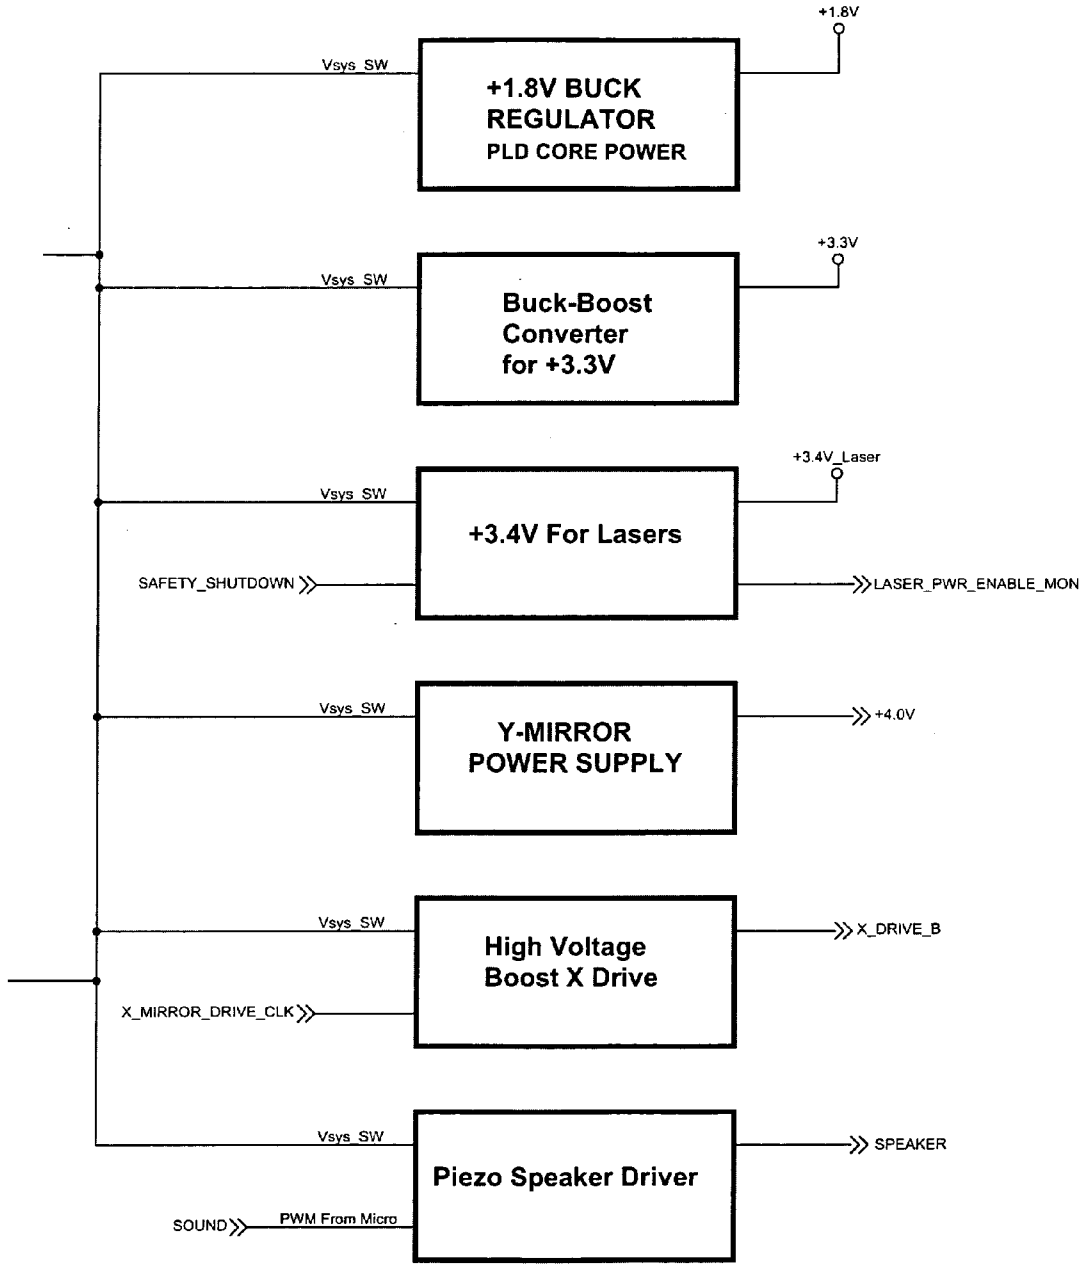 +1.8V
Vsys_SW
+1.8V BUCK
REGULATOR
PLD CORE POWER
+3.3V
Vsys_SW
Buck-Boost
Converter
for +3.3V
+3.4V_Laser
Vsys_SW
+3.4V For Lasers
SAFETY_SHUTDOWN
LASER_PWR_ENABLE_MON
Vsys_SW
+4.0V
Y-MIRROR
POWER SUPPLY
Vsys_SW
X_DRIVE_B
High Voltage
Boost X Drive
X_MIRROR_DRIVE_CLK
Vsys_SW
SPEAKER
Piezo Speaker Driver
SOUND
PWM From Micro